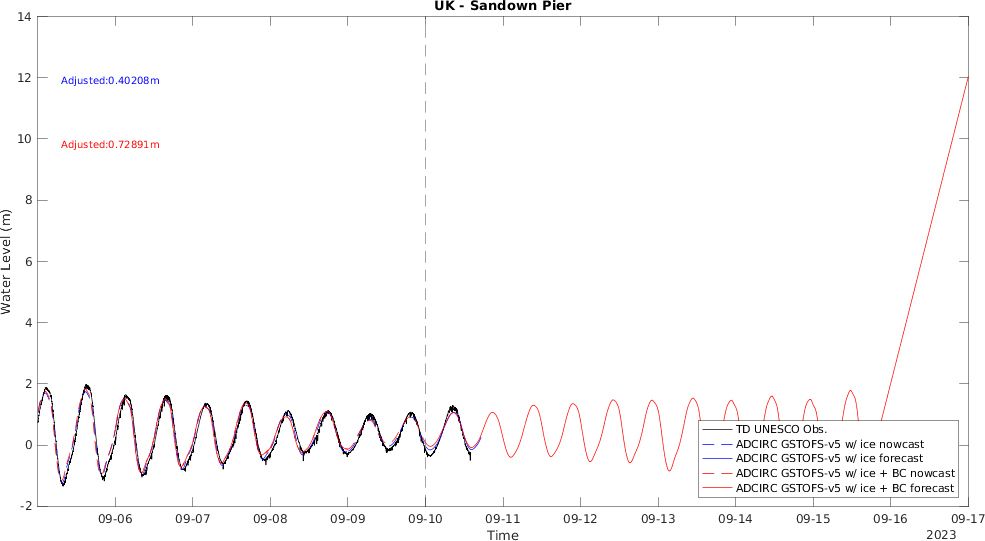 UK - Sandown Pier
14
12
10
8
6
4
2
0
-2
Water Level (m)
Adjusted:0.40208m
Adjusted:0.72891m
TD UNESCO Obs.
ADCIRC GSTOFS-v5 w/ ice nowcast
ADCIRC GSTOFS-v5 w/ ice forecast
ADCIRC GSTOFS-v5 w/ ice + BC nowcast
ADCIRC GSTOFS-v5 w/ ice + BC forecast
09-06 09-07 09-08 09-09 09-10 09-11 09-12 09-13 09-14 09-15 09-16 09-17
Time
2023